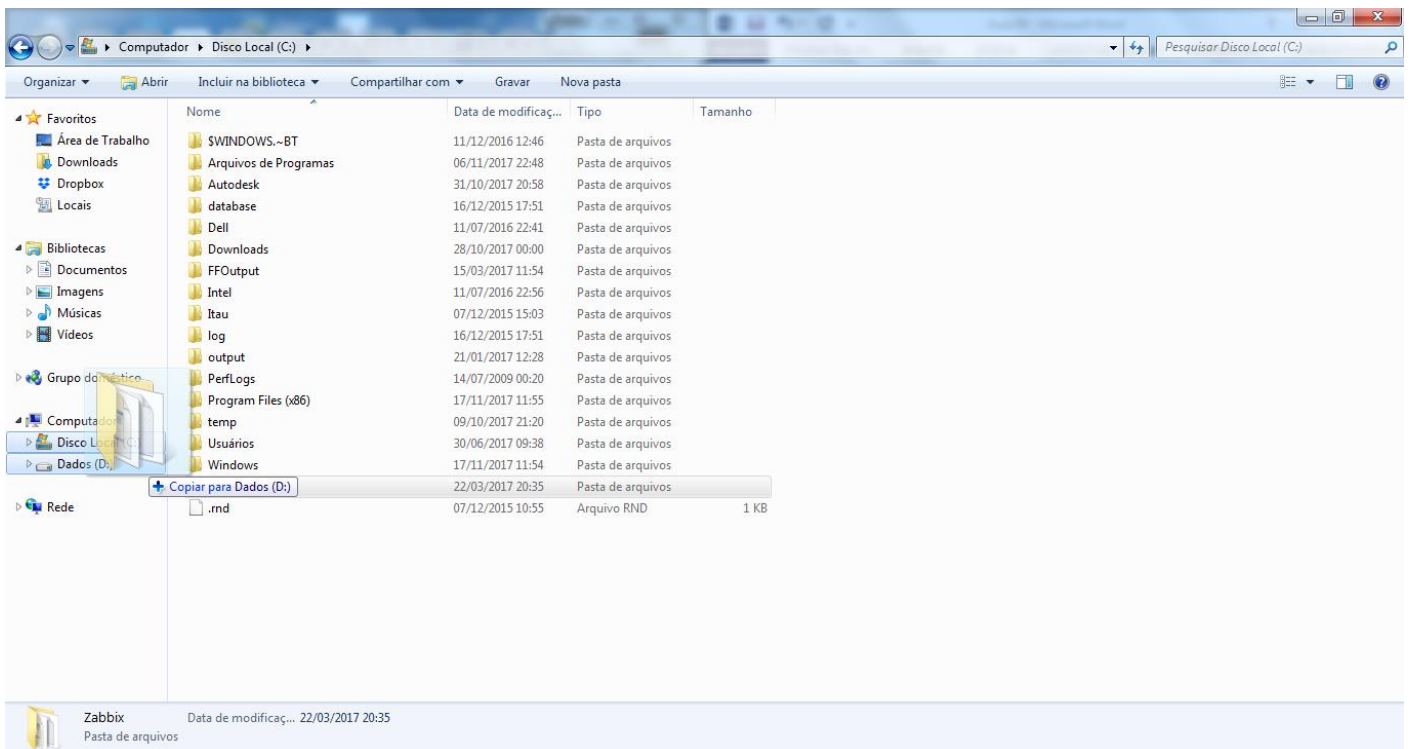 Computador Disco Local (C:)
Pesquisar Disco Local (C:)
Organizar Abrir Incluir na biblioteca Compartilhar com Gravar Nova pasta
Favoritos
Área de Trabalho
Downloads
Dropbox
Locais
Bibliotecas
Documentos
Imagens
Músicas
Vídeos
Grupo doméstico
Computador
Disco Local (C:)
Dados (D:)
Rede
Nome Data de modificaç... Tipo Tamanho
$WINDOWS.~BT 11/12/2016 12:46 Pasta de arquivos
Arquivos de Programas 06/11/2017 22:48 Pasta de arquivos
Autodesk 31/10/2017 20:58 Pasta de arquivos
database 16/12/2015 17:51 Pasta de arquivos
Dell 11/07/2016 22:41 Pasta de arquivos
Downloads 28/10/2017 00:00 Pasta de arquivos
FFOutput 15/03/2017 11:54 Pasta de arquivos
Intel 11/07/2016 22:56 Pasta de arquivos
Itau 07/12/2015 15:03 Pasta de arquivos
log 16/12/2015 17:51 Pasta de arquivos
output 21/01/2017 12:28 Pasta de arquivos
PerfLogs 14/07/2009 00:20 Pasta de arquivos
Program Files (x86) 17/11/2017 11:55 Pasta de arquivos
temp 09/10/2017 21:20 Pasta de arquivos
Usuários 30/06/2017 09:38 Pasta de arquivos
Windows 17/11/2017 11:54 Pasta de arquivos
Copiar para Dados (D:) 22/03/2017 20:35 Pasta de arquivos
.rnd 07/12/2015 10:55 Arquivo RND 1 KB
Zabbix Data de modificaç... 22/03/2017 20:35
Pasta de arquivos